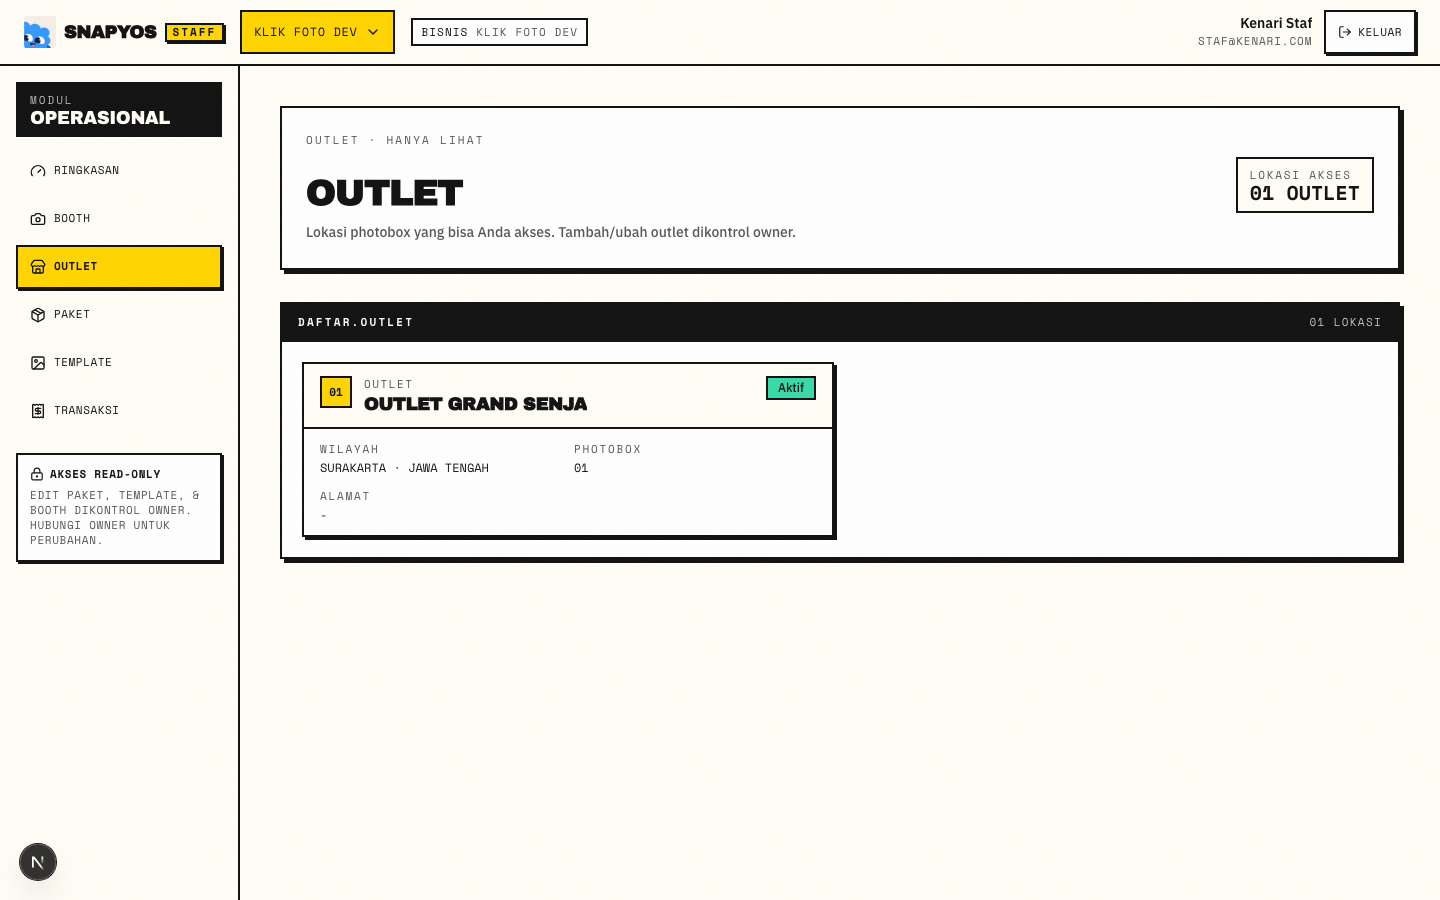 SNAPYOS STAFF
KLIK FOTO DEV
BISNIS KLIK FOTO DEV
Kenari Staf
STAF@KENARI.COM
KELUAR
MODUL
OPERASIONAL
RINGKASAN
BOOTH
OUTLET
PAKET
TEMPLATE
TRANSAKSI
AKSES READ-ONLY
EDIT PAKET, TEMPLATE, &
BOOTH DIKONTROL OWNER.
HUBUNGI OWNER UNTUK
PERUBAHAN.
N
OUTLET · HANYA LIHAT
OUTLET
Lokasi photobox yang bisa Anda akses. Tambah/ubah outlet dikontrol owner.
LOKASI AKSES
01 OUTLET
DAFTAR.OUTLET
01 LOKASI
01
OUTLET
OUTLET GRAND SENJA
Aktif
WILAYAH
SURAKARTA · JAWA TENGAH
PHOTOBOX
01
ALAMAT
-